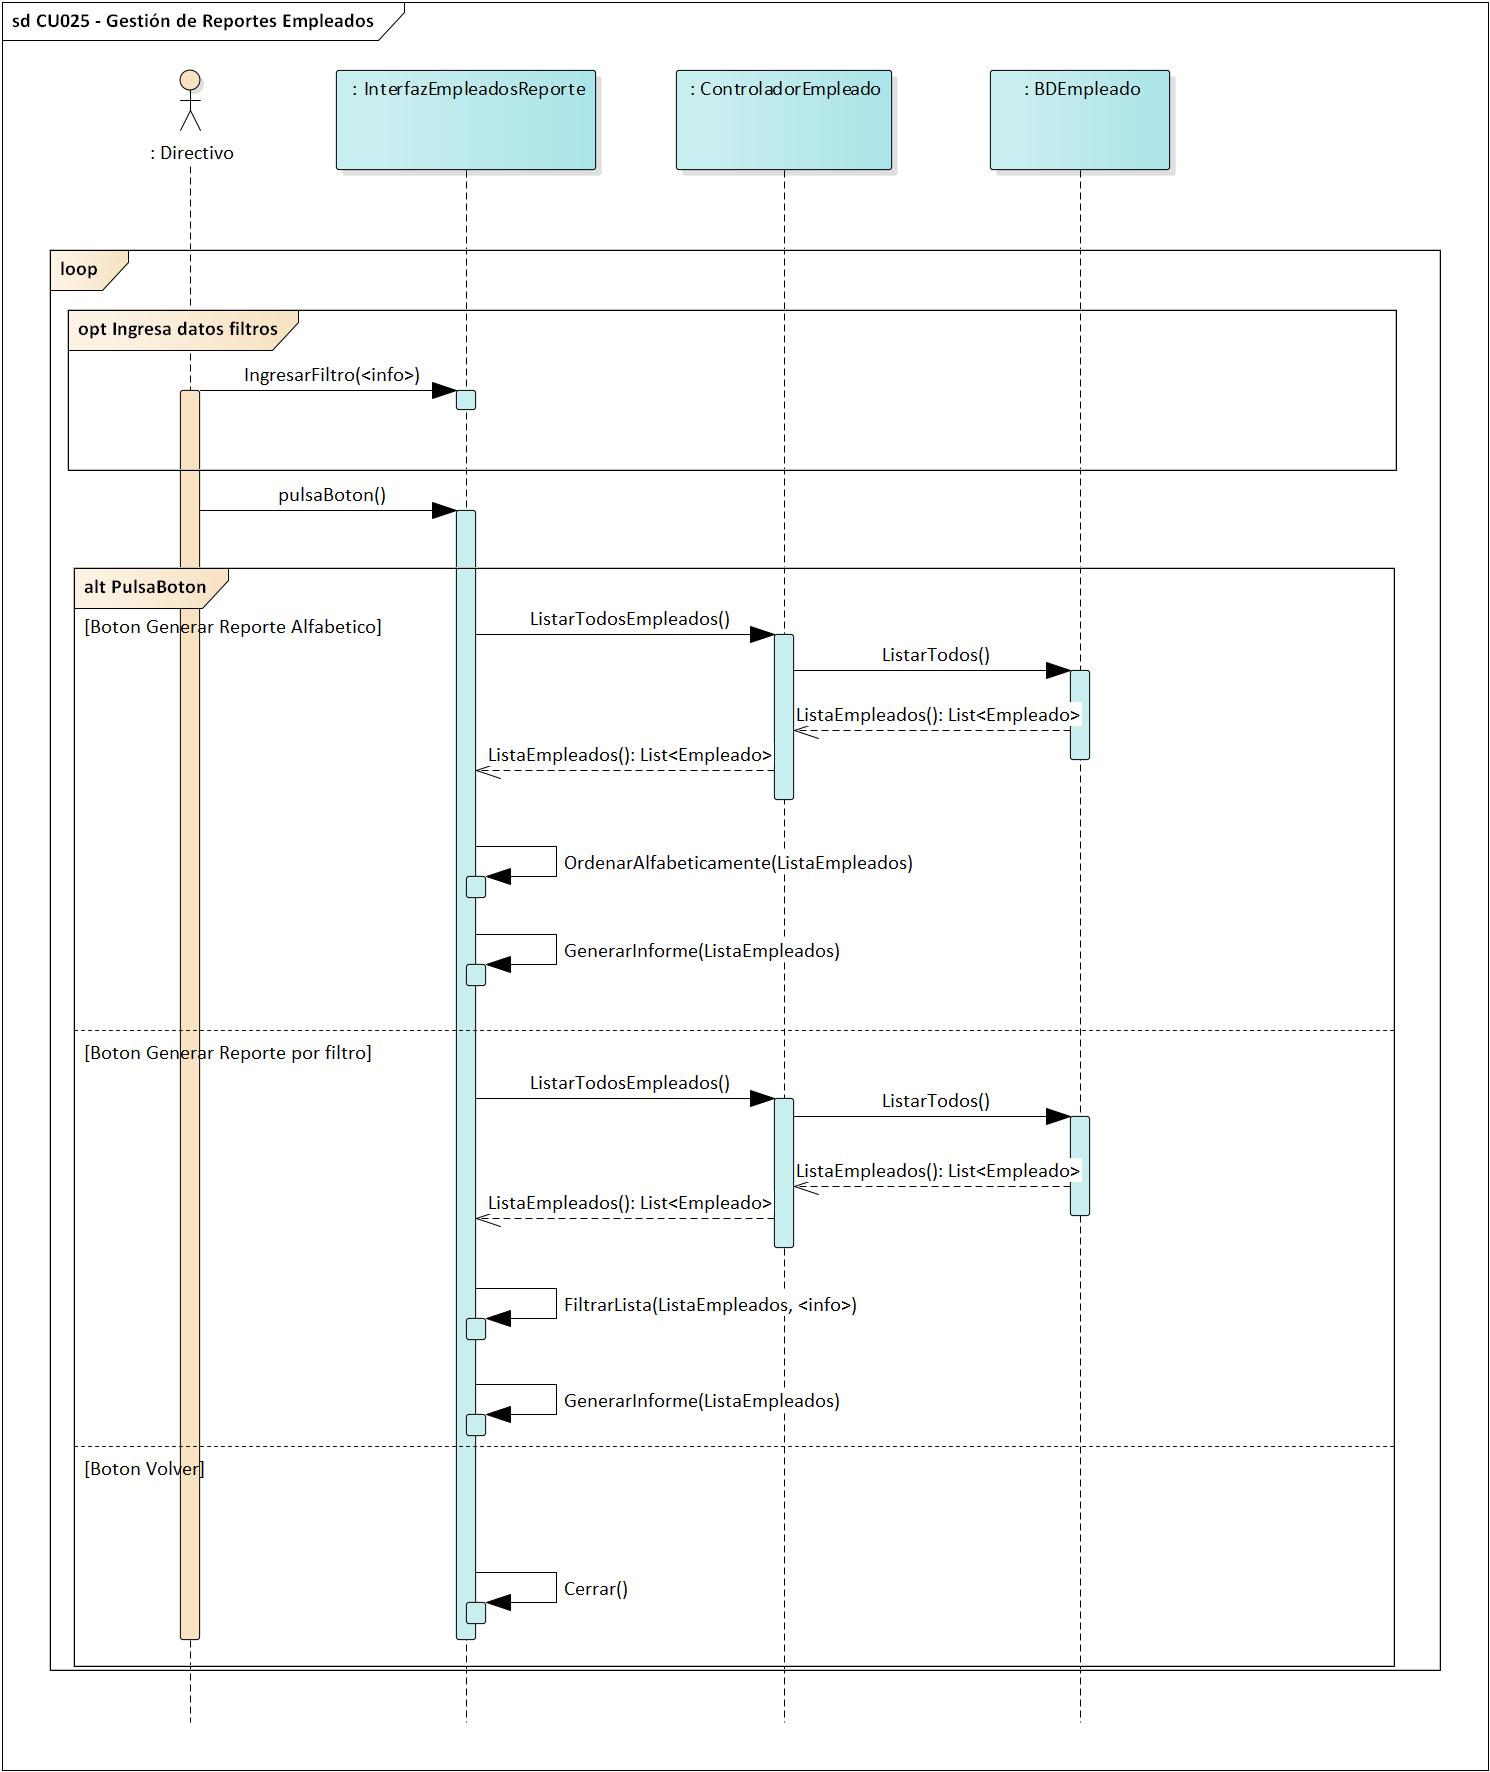 sd CU025 - Gestión de Reportes Empleados
: Directivo
: InterfazEmpleadosReporte
: ControladorEmpleado
: BDEmpleado
loop
opt Ingresa datos filtros
IngresarFiltro(<info>)
pulsaBoton()
alt PulsaBoton
[Boton Generar Reporte Alfabetico]
ListarTodosEmpleados()
ListarTodos()
ListaEmpleados(): List<Empleado>
ListaEmpleados(): List<Empleado>
OrdenarAlfabeticamente(ListaEmpleados)
GenerarInforme(ListaEmpleados)
[Boton Generar Reporte por filtro]
ListarTodosEmpleados()
ListarTodos()
ListaEmpleados(): List<Empleado>
ListaEmpleados(): List<Empleado>
FiltrarLista(ListaEmpleados, <info>)
GenerarInforme(ListaEmpleados)
[Boton Volver]
Cerrar()